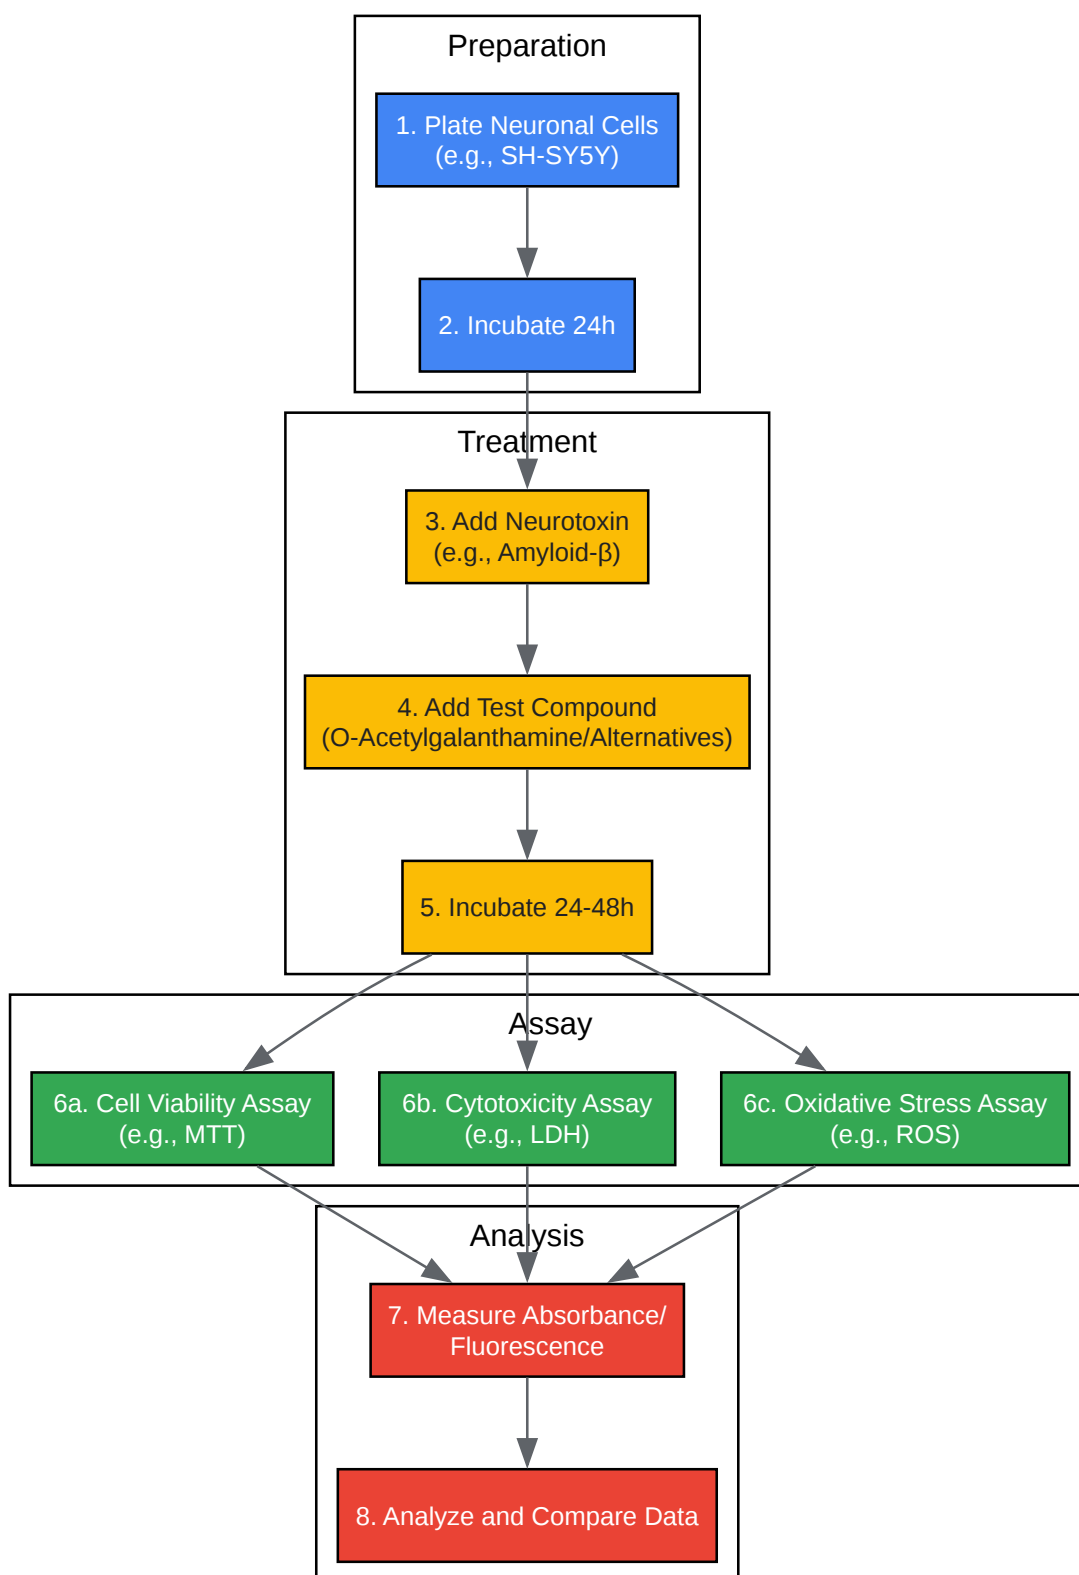 Preparation
1. Plate Neuronal Cells
(e.g., SH-SY5Y)
2. Incubate 24h
Treatment
3. Add Neurotoxin
(e.g., Amyloid-β)
4. Add Test Compound
(O-Acetylgalanthamine/Alternatives)
5. Incubate 24-48h
Assay
6a. Cell Viability Assay
(e.g., MTT)
6b. Cytotoxicity Assay
(e.g., LDH)
6c. Oxidative Stress Assay
(e.g., ROS)
Analysis
7. Measure Absorbance/
Fluorescence
8. Analyze and Compare Data